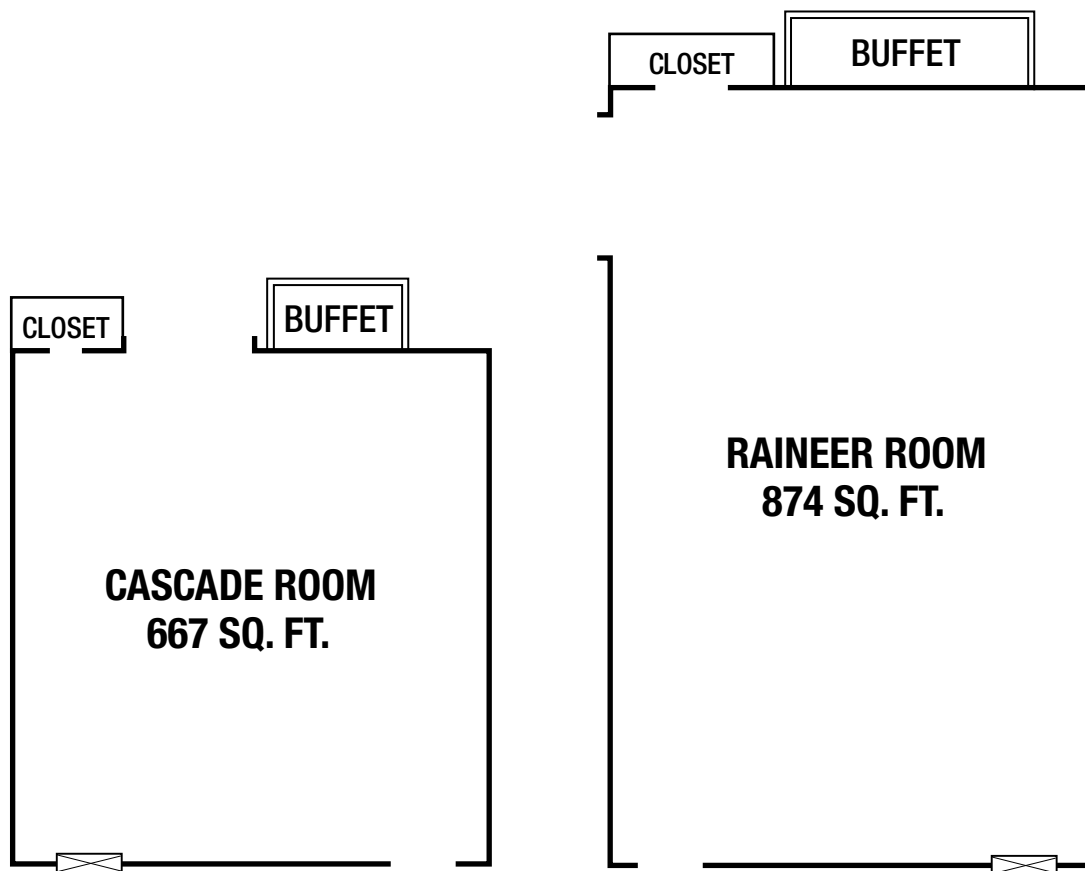 CLOSET
BUFFET
CASCADE ROOM
667 SQ. FT.
CLOSET
BUFFET
RAINEER ROOM
874 SQ. FT.